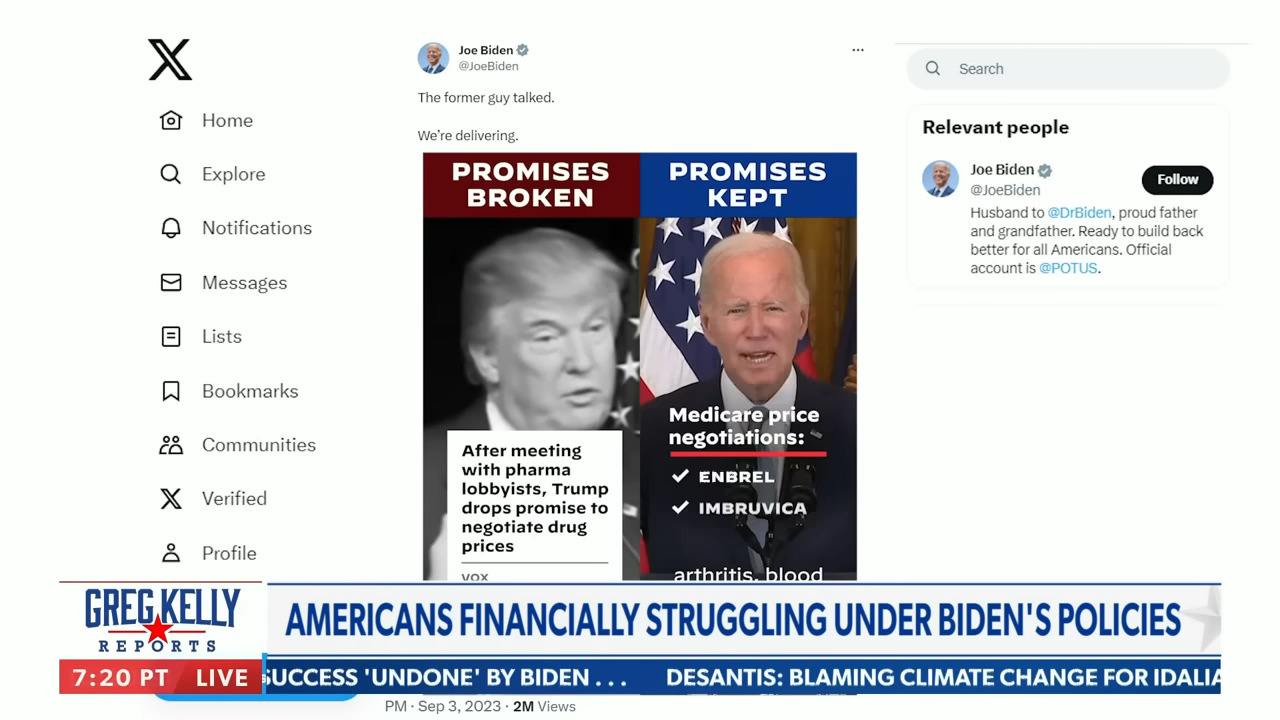 Joe Biden
@JoeBiden
...
The former guy talked.
We're delivering.
PROMISES
BROKEN
PROMISES
KEPT
After meeting
with pharma
lobbyists, Trump
drops promise to
negotiate drug
prices
vox
Medicare price
negotiations:
✓ ENBREL
✓ IMBRUVICA
arthritis, blood
X
Home
Explore
Notifications
Messages
Lists
Bookmarks
Communities
Verified
Profile
Search
Relevant people
Joe Biden
@JoeBiden
Follow
Husband to @DrBiden, proud father
and grandfather. Ready to build back
better for all Americans. Official
account is @POTUS.
GREG KELLY
REPORTS
AMERICANS FINANCIALLY STRUGGLING UNDER BIDEN'S POLICIES
7:20 PT LIVE
SUCCESS 'UNDONE' BY BIDEN . . . DESANTIS: BLAMING CLIMATE CHANGE FOR IDALIA
PM · Sep 3, 2023 · 2M Views